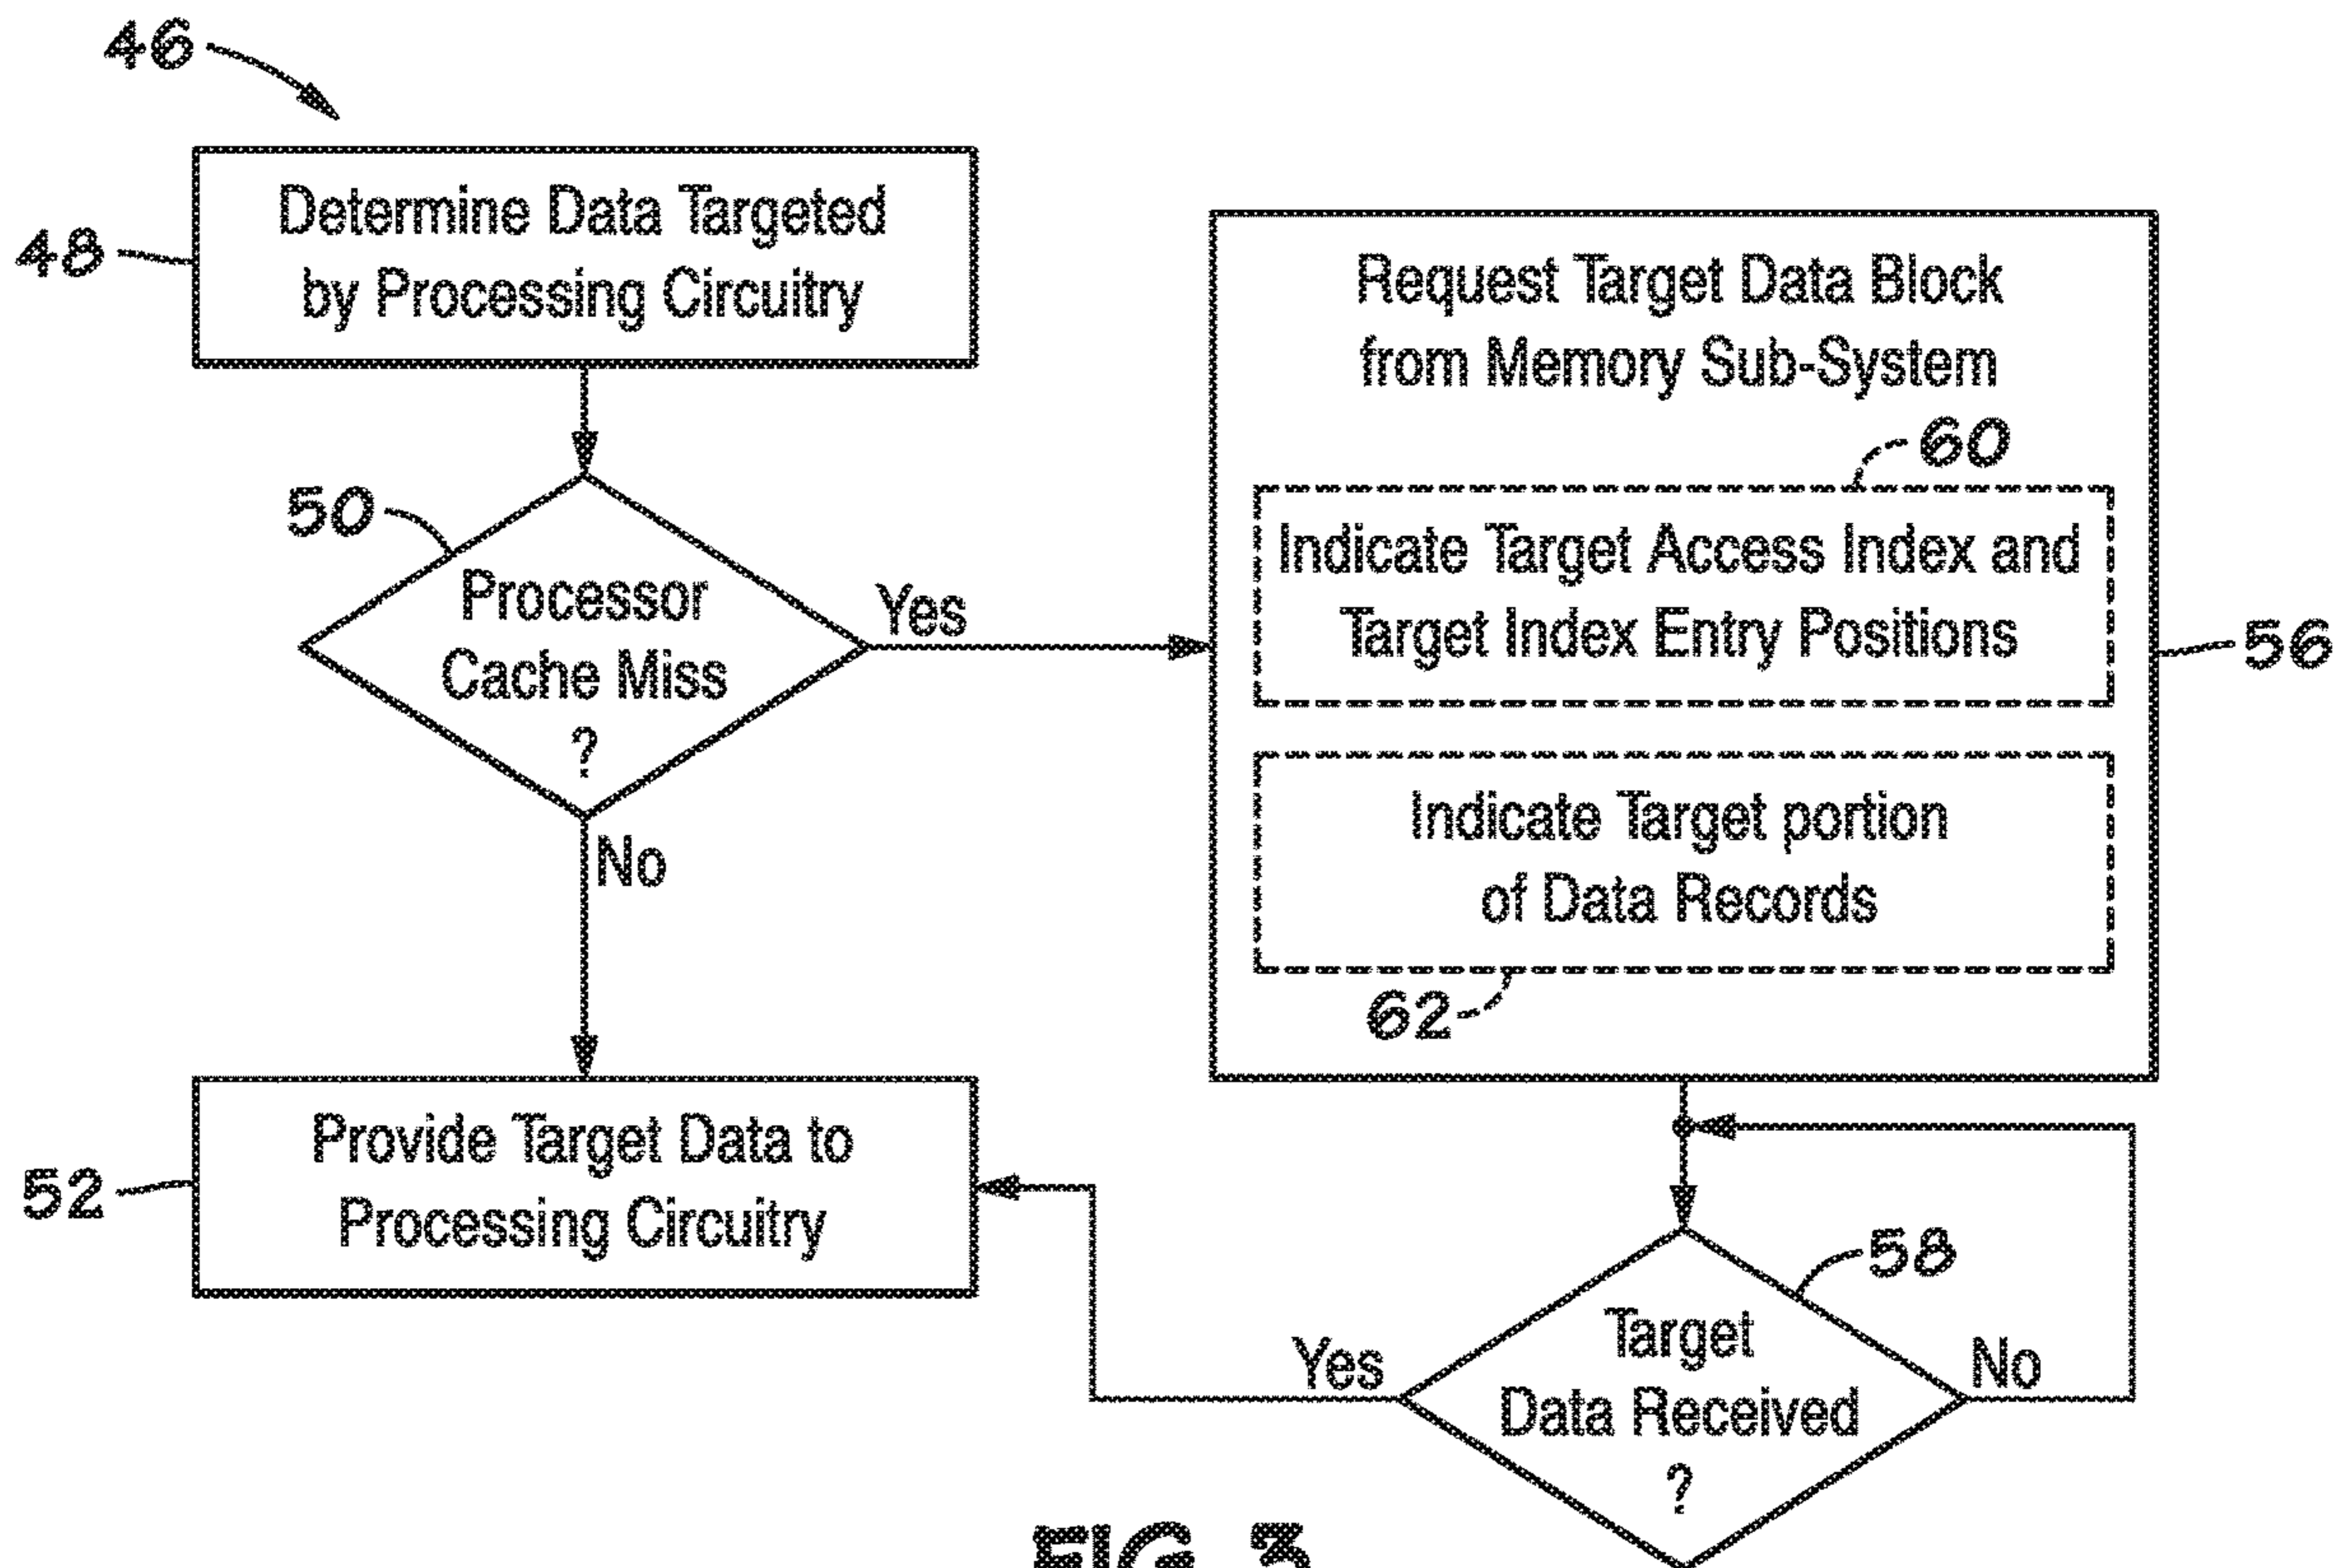 46
48
Determine Data Targeted
by Processing Circuitry
50
Processor
Cache Miss
?
Yes
No
Request Target Data Block
from Memory Sub-System
60
Indicate Target Access Index and
Target Index Entry Positions
56
Indicate Target portion
of Data Records
62
52
Provide Target Data to
Processing Circuitry
58
Target
Data Received
?
Yes
No
FIG. 3